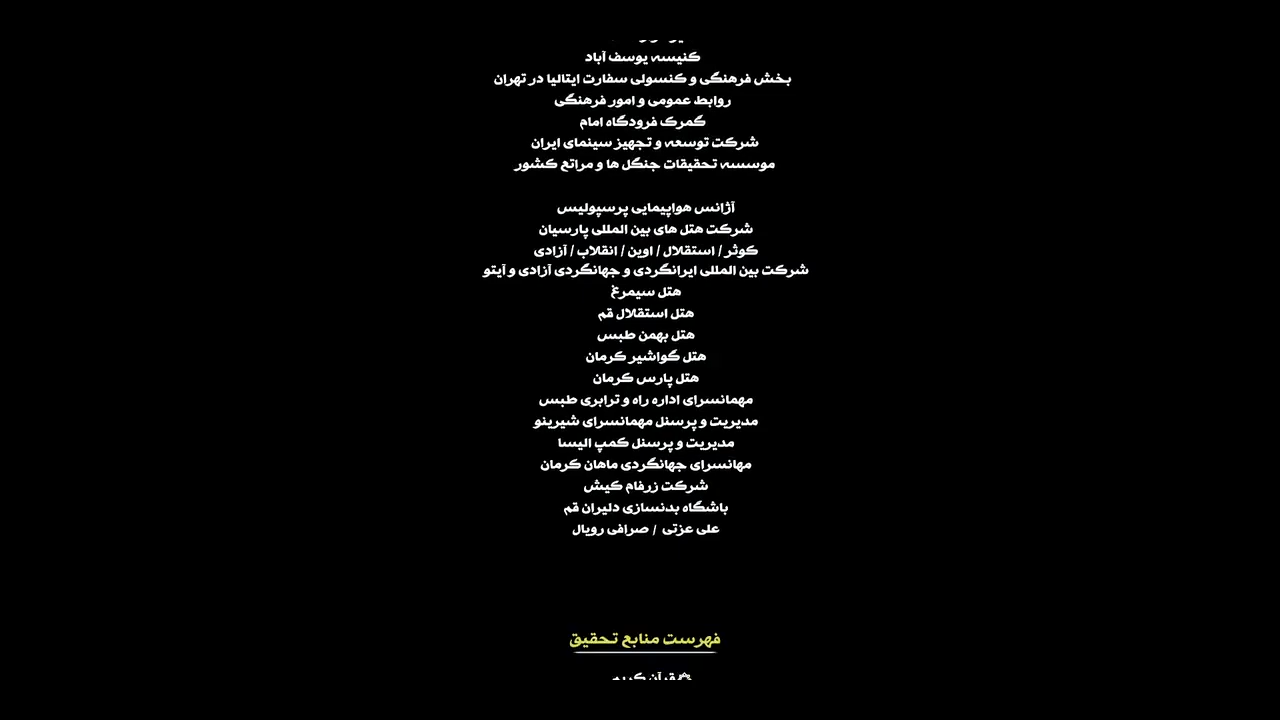 کنیسه یوسف آباد
بخش فرهنگی و کنسولی سفارت ایتالیا در تهران
روابط عمومی و امور فرهنگی
گمرک فرودگاه امام
شرکت توسعه و تجهیز سینمای ایران
موسسه تحقیقات جنگل ها و مراتع کشور
آژانس هواپیمایی پرسپولیس
شرکت هتل های بین المللی پارسیان
کوثر / استقلال / اوین / انقلاب / آزادی
شرکت بین المللی ایرانگردی و جهانگردی آزادی و آیتو
هتل سیمرغ
هتل استقلال قم
هتل بهمن طبس
هتل گواشیر کرمان
هتل پارس کرمان
مهمانسرای اداره راه و ترابری طبس
مدیریت و پرسنل مهمانسرای شیرینو
مدیریت و پرسنل کمپ الیسا
مهانسرای جهانگردی ماهان کرمان
شرکت زرفام کیش
باشگاه بدنسازی دلیران قم
علی عزتی / صرافی رویال
فهرست منابع تحقیق
قرآن کریم